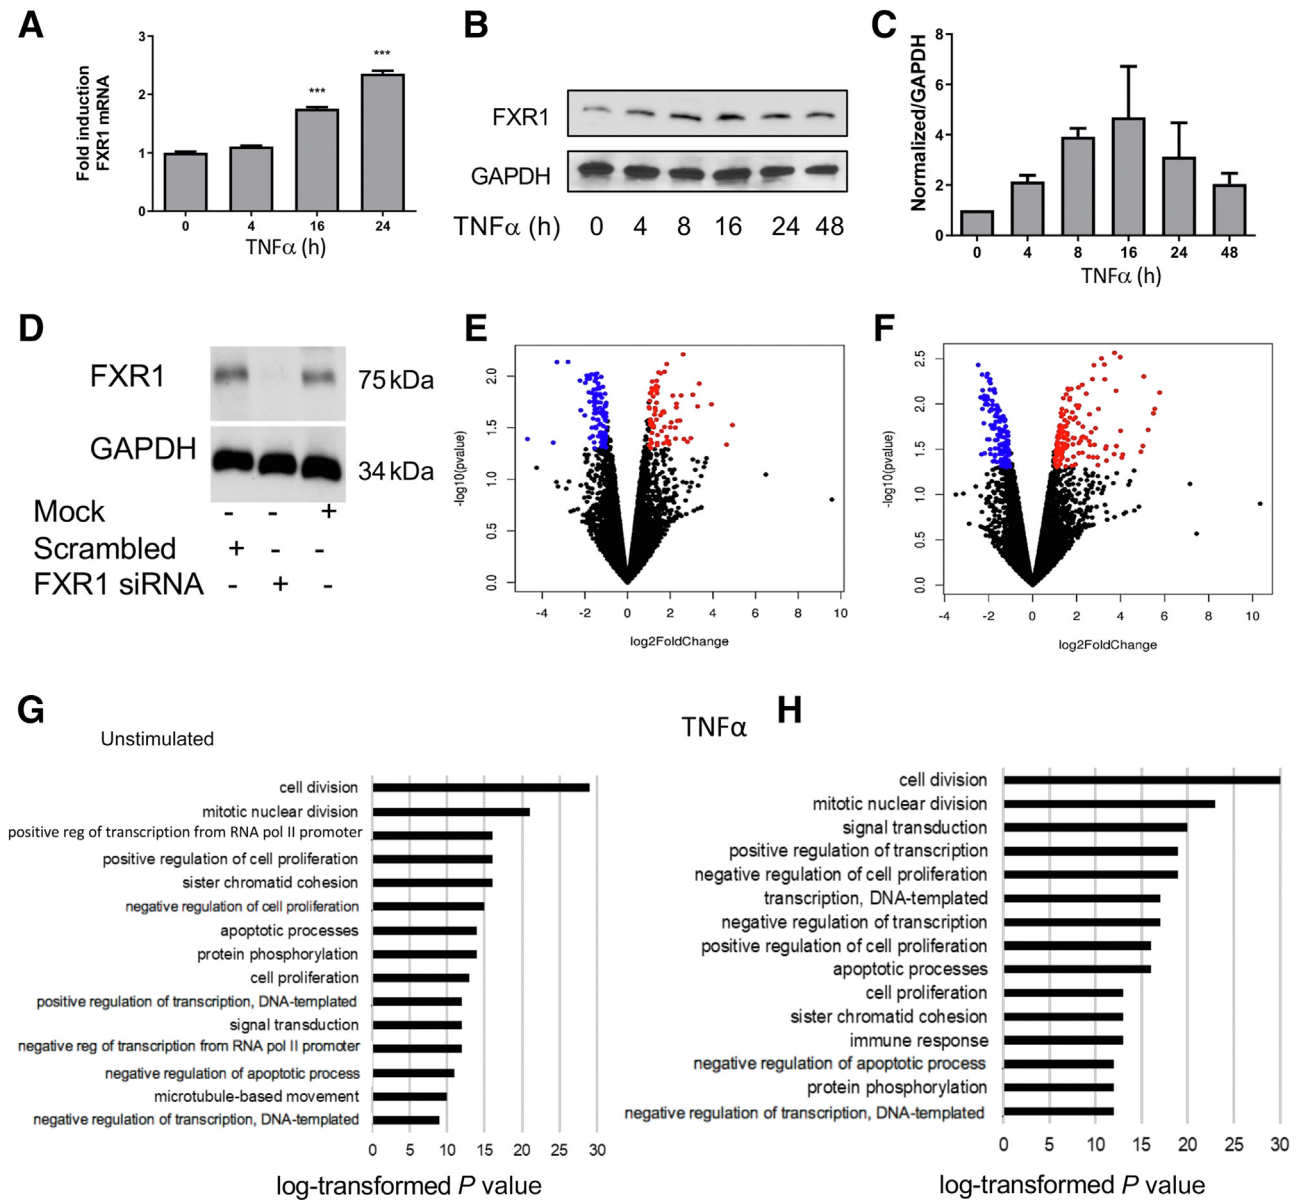 A
Fold induction
FXR1 mRNA
3
2
1
0
***
***
0 4 16 24
TNFα (h)
B
FXR1
GAPDH
TNFα (h) 0 4 8 16 24 48
C
Normalized/GAPDH
8
6
4
2
0
0 4 8 16 24 48
TNFα (h)
D
FXR1 75 kDa
GAPDH 34 kDa
Mock - - +
Scrambled + - -
FXR1 siRNA - + -
E
-log10(pvalue)
2.0
1.5
1.0
0.5
0.0
-4 -2 0 2 4 6 8 10
log2FoldChange
F
-log10(pvalue)
2.5
2.0
1.5
1.0
0.5
0.0
-4 -2 0 2 4 6 8 10
log2FoldChange
G
Unstimulated
cell division
mitotic nuclear division
positive reg of transcription from RNA pol II promoter
positive regulation of cell proliferation
sister chromatid cohesion
negative regulation of cell proliferation
apoptotic processes
protein phosphorylation
cell proliferation
positive regulation of transcription, DNA-templated
signal transduction
negative reg of transcription from RNA pol II promoter
negative regulation of apoptotic process
microtubule-based movement
negative regulation of transcription, DNA-templated
0 5 10 15 20 25 30
log-transformed P value
TNFα
H
cell division
mitotic nuclear division
signal transduction
positive regulation of transcription
negative regulation of cell proliferation
transcription, DNA-templated
negative regulation of transcription
positive regulation of cell proliferation
apoptotic processes
cell proliferation
sister chromatid cohesion
immune response
negative regulation of apoptotic process
protein phosphorylation
negative regulation of transcription, DNA-templated
0 5 10 15 20 25 30
log-transformed P value